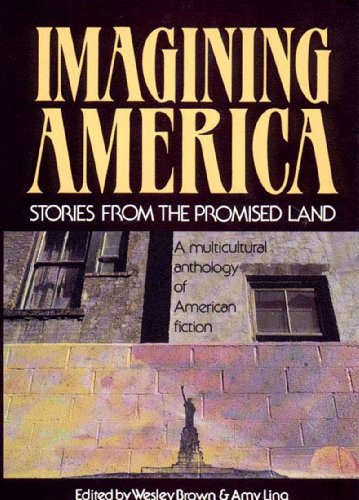 IMAGINING
AMERICA
STORIES FROM THE PROMISED LAND
A multicultural
anthology
of
American
fiction
Edited by Wesley Brown & Amy Ling